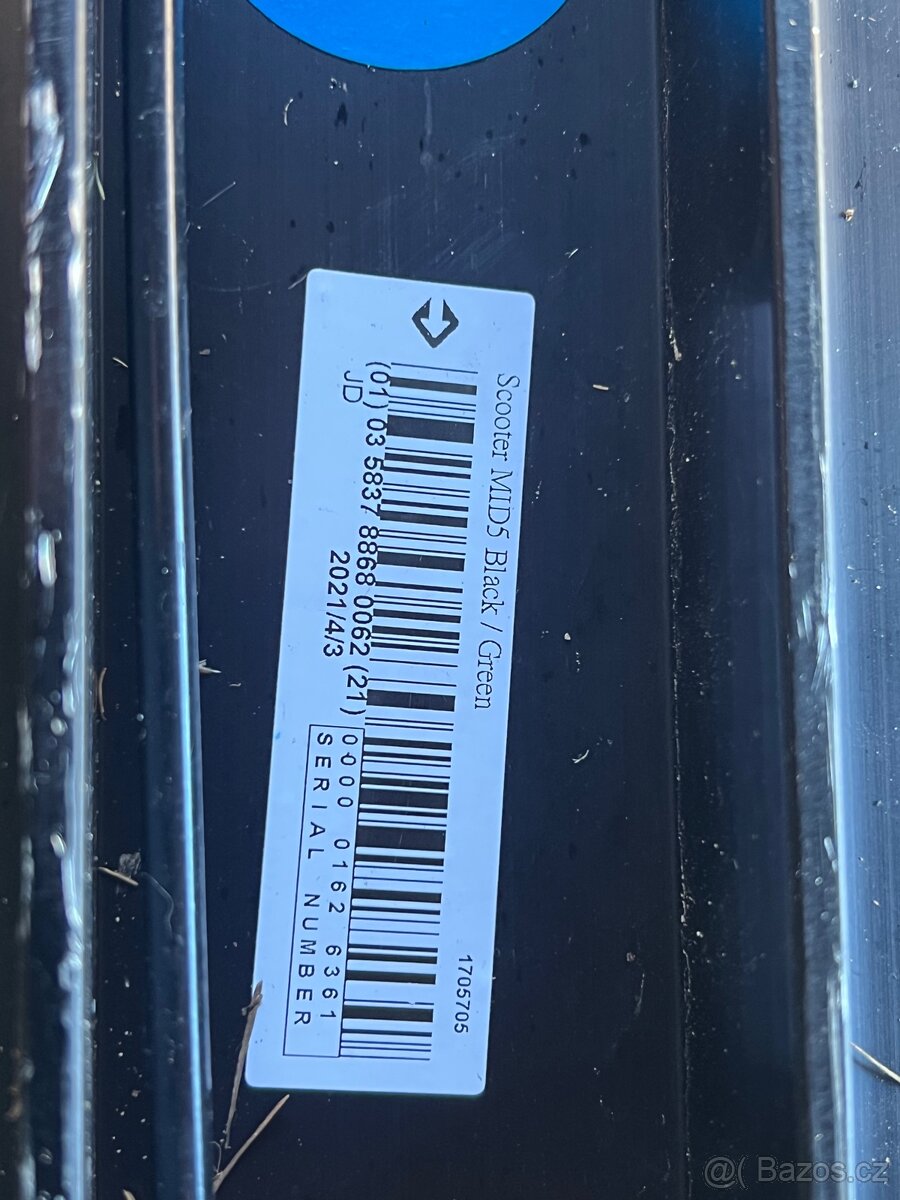 Scooter MID5 Black / Green
1705705
(01) 03 5837 8868 0062 (21) 0000 0162 6361
JD 2021/4/3 SERIAL NUMBER
@( Bazos.cz